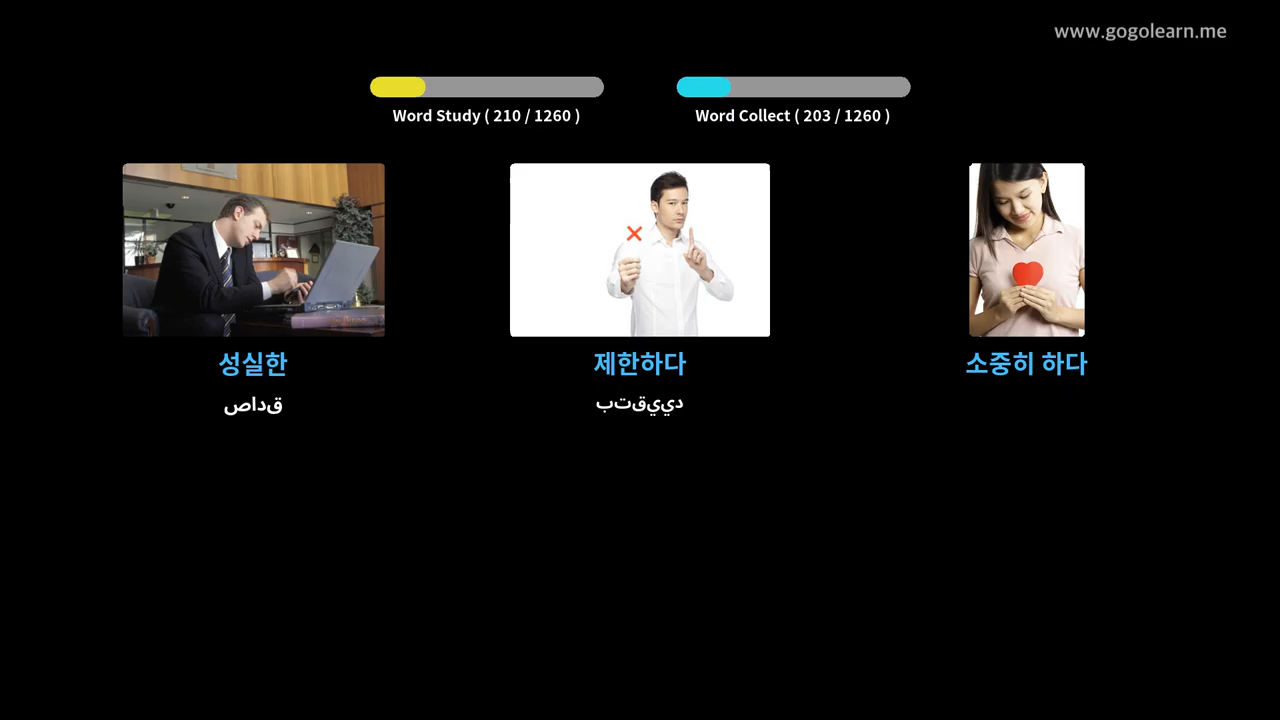 www.gogolearn.me
Word Study ( 210 / 1260 )
Word Collect ( 203 / 1260 )
성실한
제한하다
소중히 하다
قداص
دييقتب